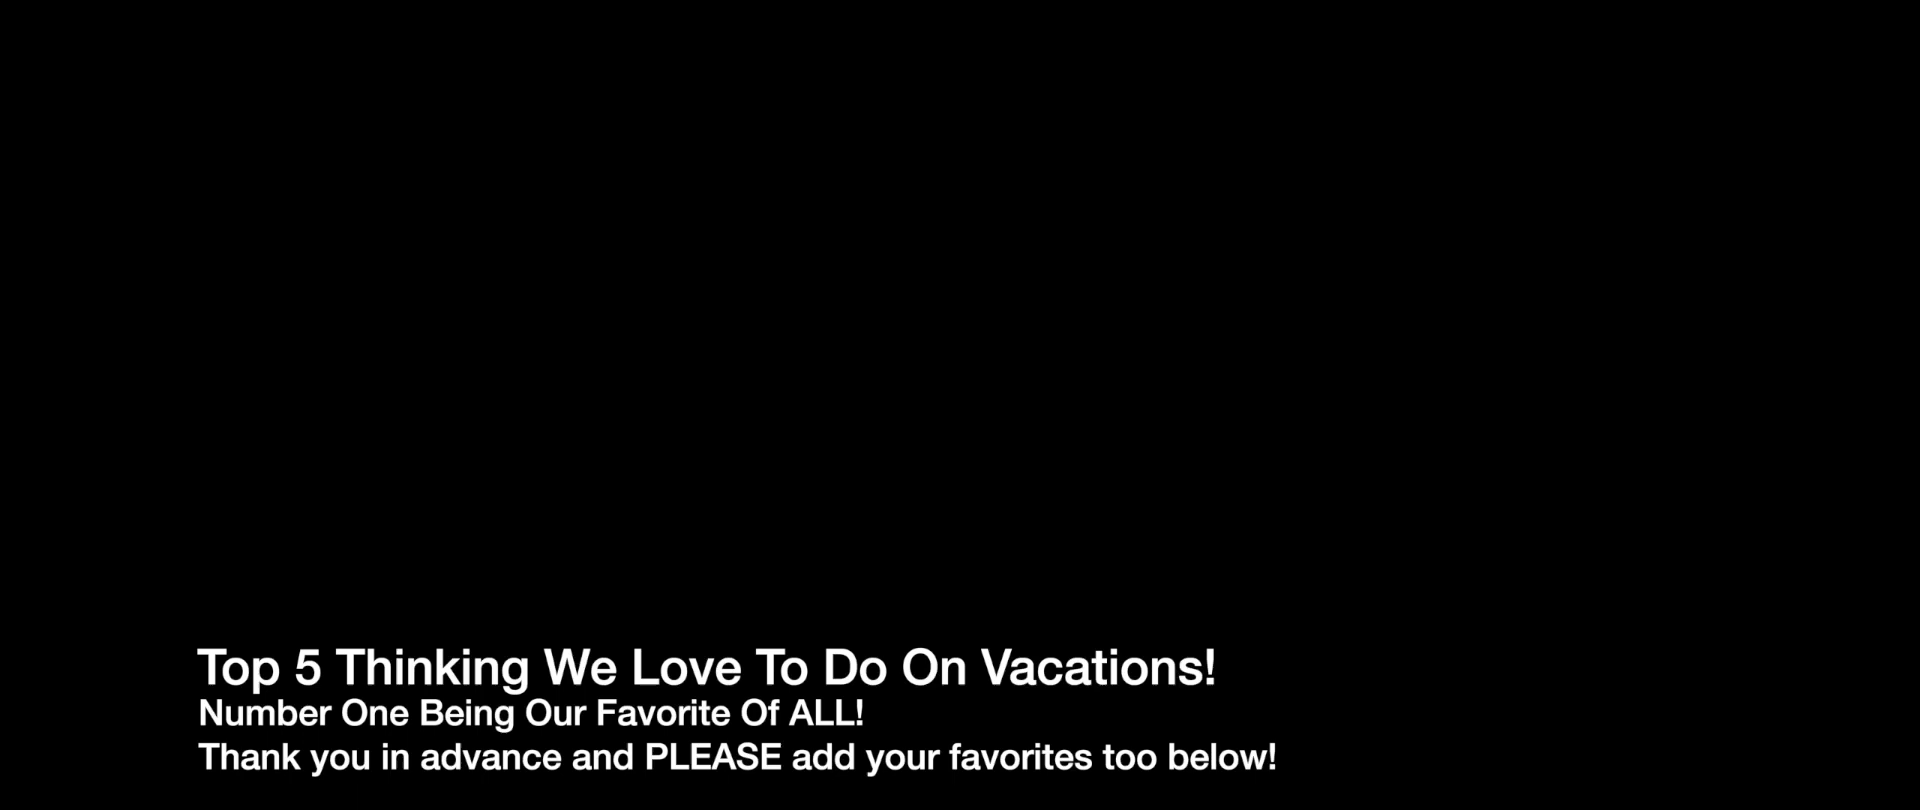 Top 5 Thinking We Love To Do On Vacations!
Number One Being Our Favorite Of ALL!
Thank you in advance and PLEASE add your favorites too below!